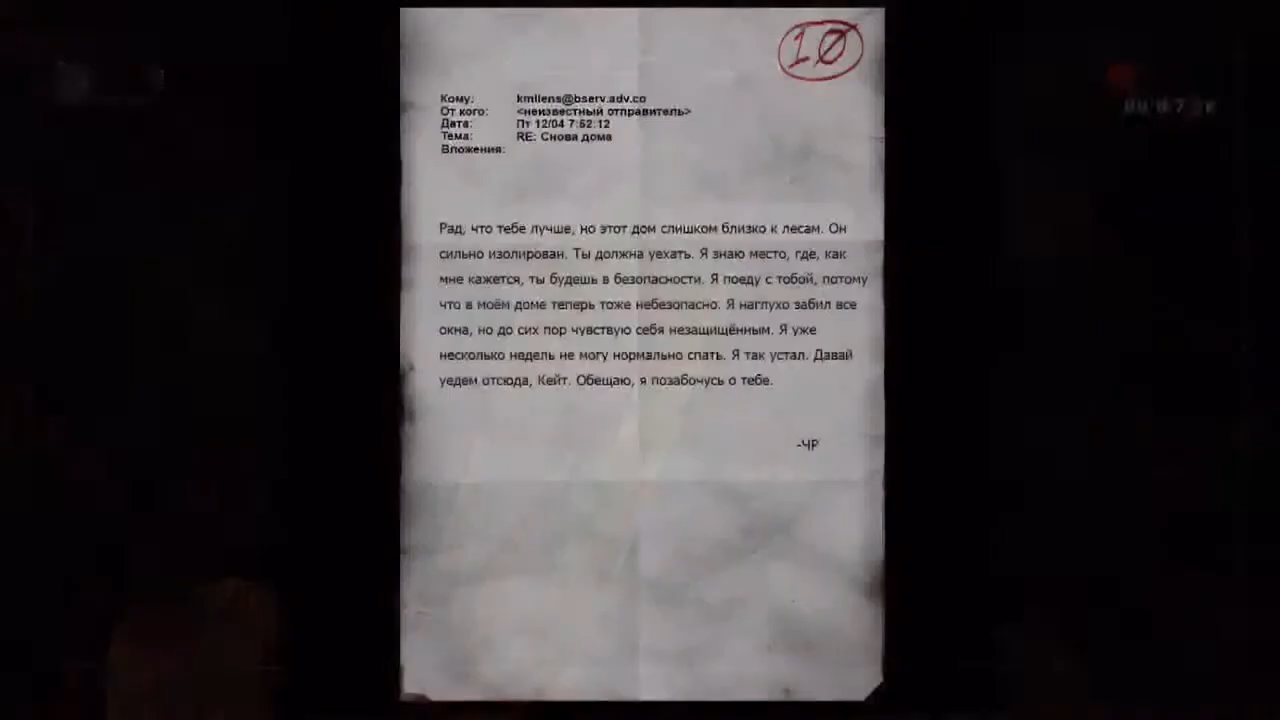 10
Кому: kmilens@bserv.adv.co
От кого: <неизвестный отправитель>
Дата: Пт 12/04 7:52:12
Тема: RE: Снова дома
Вложения:
Рад, что тебе лучше, но этот дом слишком близко к лесам. Он
сильно изолирован. Ты должна уехать. Я знаю место, где, как
мне кажется, ты будешь в безопасности. Я поеду с тобой, потому
что в моём доме теперь тоже небезопасно. Я наглухо забил все
окна, но до сих пор чувствую себя незащищённым. Я уже
несколько недель не могу нормально спать. Я так устал. Давай
уедем отсюда, Кейт. Обещаю, я позабочусь о тебе.
-ЧР